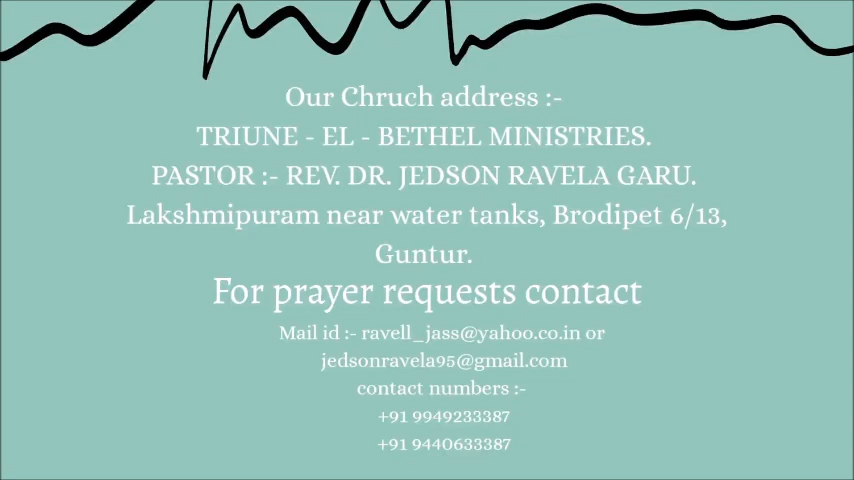 Our Chruch address :-
TRIUNE - EL - BETHEL MINISTRIES.
PASTOR :- REV. DR. JEDSON RAVELA GARU.
Lakshmipuram near water tanks, Brodipet 6/13,
Guntur.
For prayer requests contact
Mail id :- ravell_jass@yahoo.co.in or
jedsonravela95@gmail.com
contact numbers :-
+91 9949233387
+91 9440633387